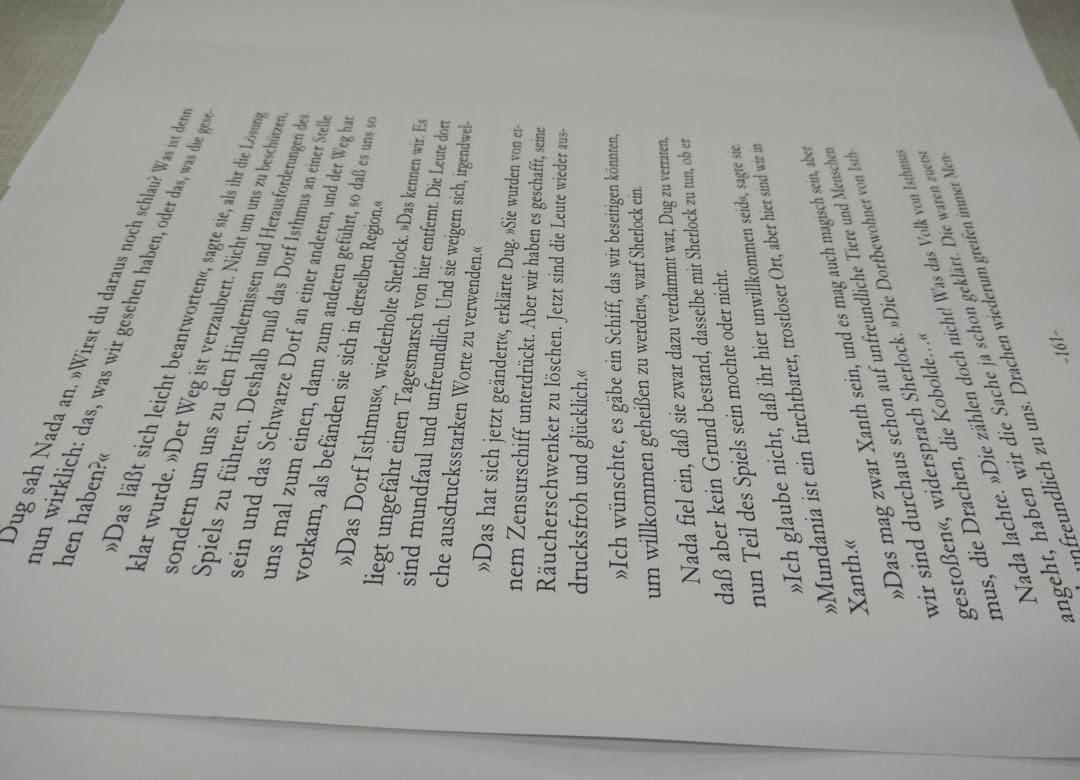 Dug sah Nada an. »Wirst du daraus noch schlau? Was ist denn
nun wirklich: das, was wir gesehen haben, oder das, was die gese-
hen haben?«
»Das läßt sich leicht beantworten«, sagte sie, als ihr die Lösung
klar wurde. »Der Weg ist verzaubert. Nicht um uns zu beschützen,
sondern um uns zu den Hindernissen und Herausforderungen des
Spiels zu führen. Deshalb muß das Dorf Isthmus an einer Stelle
sein und das Schwarze Dorf an einer anderen, und der Weg hat
uns mal zum einen, dann zum anderen geführt, so daß es uns so
vorkam, als befänden sie sich in derselben Region.«
»Das Dorf Isthmus«, wiederholte Sherlock. »Das kennen wir. Es
liegt ungefähr einen Tagesmarsch von hier entfernt. Die Leute dort
sind mundfaul und unfreundlich. Und sie weigern sich, irgendwel-
che ausdrucksstarken Worte zu verwenden.«
»Das hat sich jetzt geändert«, erklärte Dug. »Sie wurden von ei-
nem Zensurschiff unterdrückt. Aber wir haben es geschafft, seine
Räucherschwenker zu löschen. Jetzt sind die Leute wieder aus-
drucksfroh und glücklich.«
»Ich wünschte, es gäbe ein Schiff, das wir beseitigen könnten,
um willkommen geheißen zu werden«, warf Sherlock ein.
Nada fiel ein, daß sie zwar dazu verdammt war, Dug zu verraten,
daß aber kein Grund bestand, dasselbe mit Sherlock zu tun, ob er
nun Teil des Spiels sein mochte oder nicht.
»Ich glaube nicht, daß ihr hier unwillkommen seid«, sagte sie.
»Mundania ist ein furchtbarer, trostloser Ort, aber hier sind wir in
Xanth.«
»Das mag zwar Xanth sein, und es mag auch magisch sein, aber
wir sind durchaus schon auf unfreundliche Tiere und Menschen
gestoßen«, widersprach Sherlock. »Die Dorfbewohner von Isth-
mus, die Drachen, die Kobolde...«
Nada lachte. »Die zählen doch nicht! Was das Volk von Isthmus
angeht, haben wir die Sache ja schon geklärt. Die waren zuerst
unfreundlich zu uns. Drachen wiederum greifen immer Men-
-161-